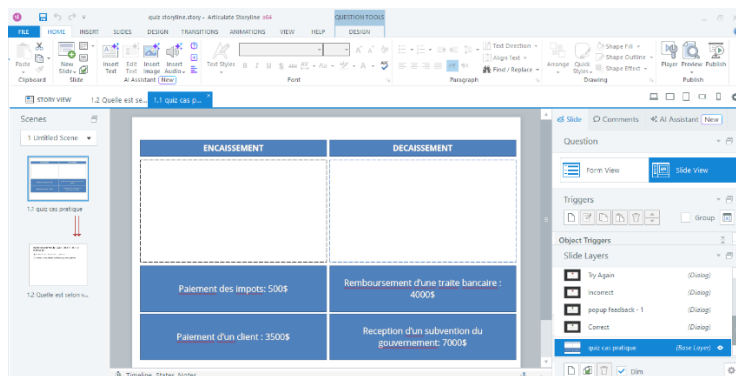 quiz storyline.story - Articulate Storyline x64
QUESTION TOOLS
FILE HOME INSERT SLIDES DESIGN TRANSITIONS ANIMATIONS VIEW HELP DESIGN
Paste
New Slide
Insert Text
Edit Text
Insert Image
Insert Audio
Text Styles
Text Direction
Align Text
Find / Replace
Arrange
Quick Styles
Shape Fill
Shape Outline
Shape Effect
Player Preview Publish
Clipboard Slide AI Assistant New Font Paragraph Drawing Publish
STORY VIEW 1.2 Quelle est se... 1.1 quiz cas p...
Scenes
1 Untitled Scene
1.1 quiz cas pratique
1.2 Quelle est selon v...
ENCAISSEMENT DECAISSEMENT
Paiement des impots: 500$
Remboursement d'une traite bancaire :
4000$
Paiement d'un client : 3500$
Reception d'un subvention du
gouvernement: 7000$
Timeline States Notes
Slide Comments AI Assistant New
Question
Form View Slide View
Triggers
Group
Object Triggers
Slide Layers
Try Again (Dialog)
Incorrect (Dialog)
popup feedback - 1 (Dialog)
Correct (Dialog)
quiz cas pratique (Base Layer)
Dim